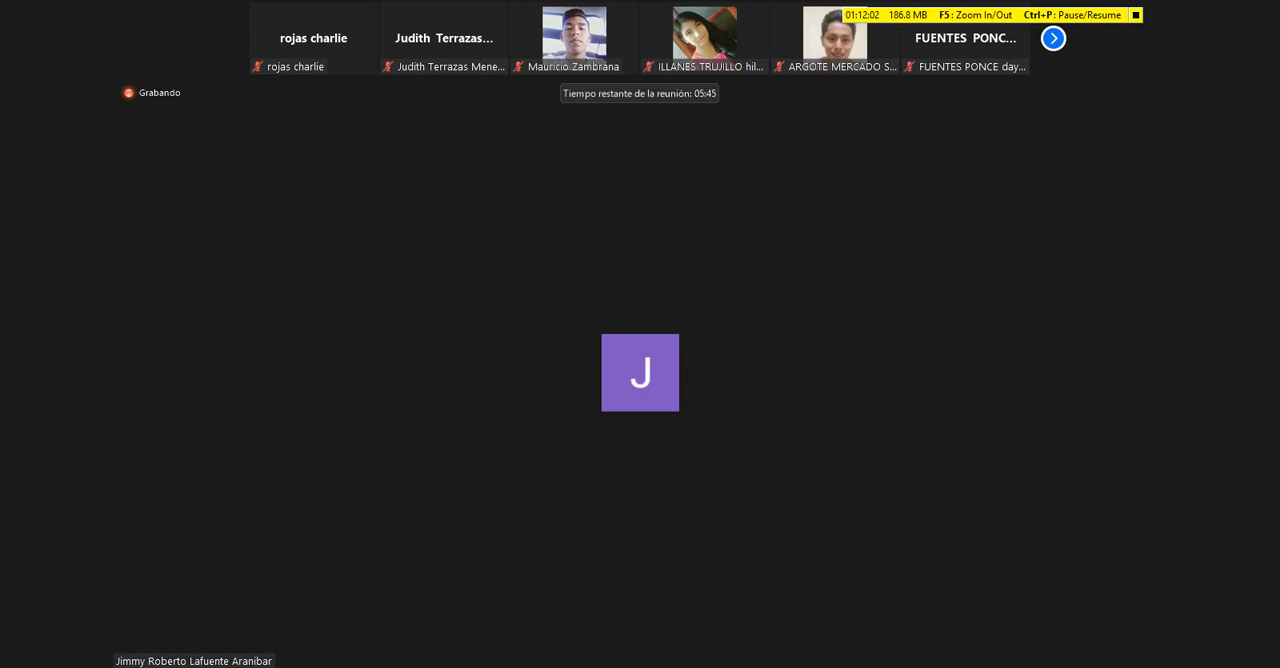 01:12:02 186.8 MB F5: Zoom In/Out Ctrl+P: Pause/Resume
rojas charlie Judith Terrazas... FUENTES PONC...
rojas charlie Judith Terrazas Mene... Mauricio Zambrana ILLANES TRUJILLO hil... ARGOTE MERCADO S... FUENTES PONCE day...
Grabando Tiempo restante de la reunión: 05:45
J
Jimmy Roberto Lafuente Aranibar